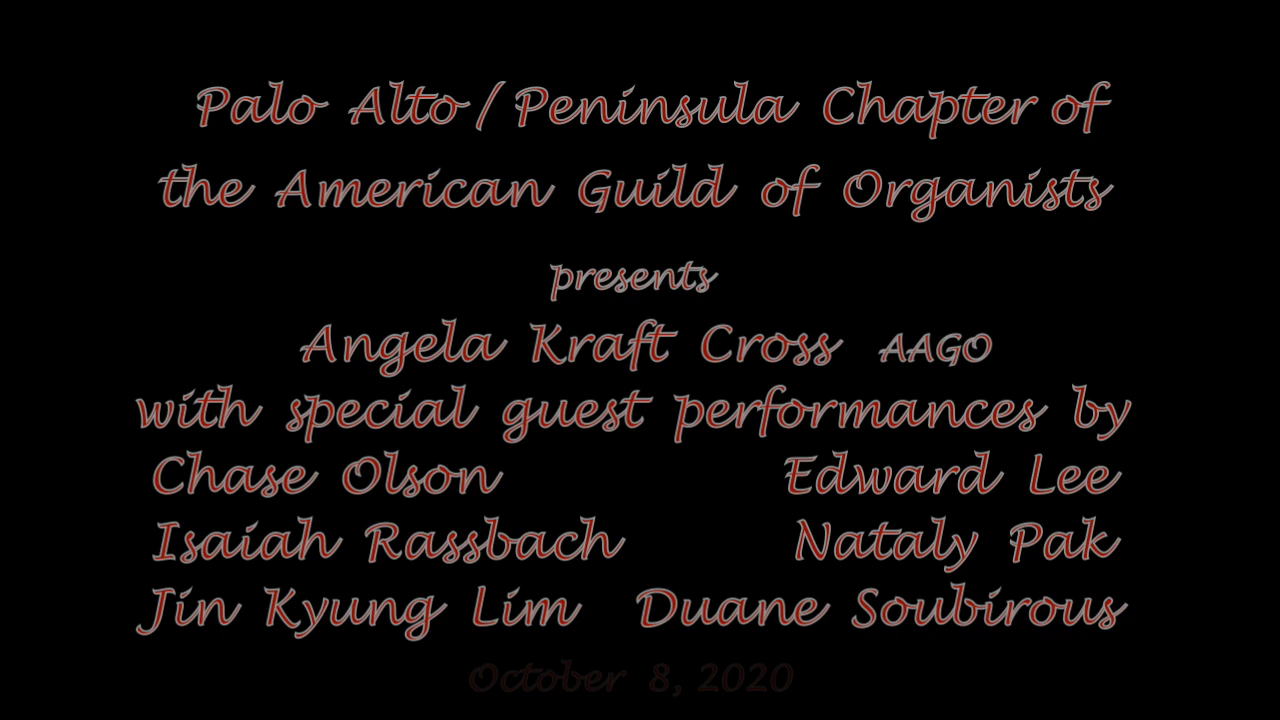 Palo Alto / Peninsula Chapter of
the American Guild of Organists
presents
Angela Kraft Cross AAGO
with special guest performances by
Chase Olson Edward Lee
Isaiah Rassbach Nataly Pak
Jin Kyung Lim Duane Soubirous
October 8, 2020